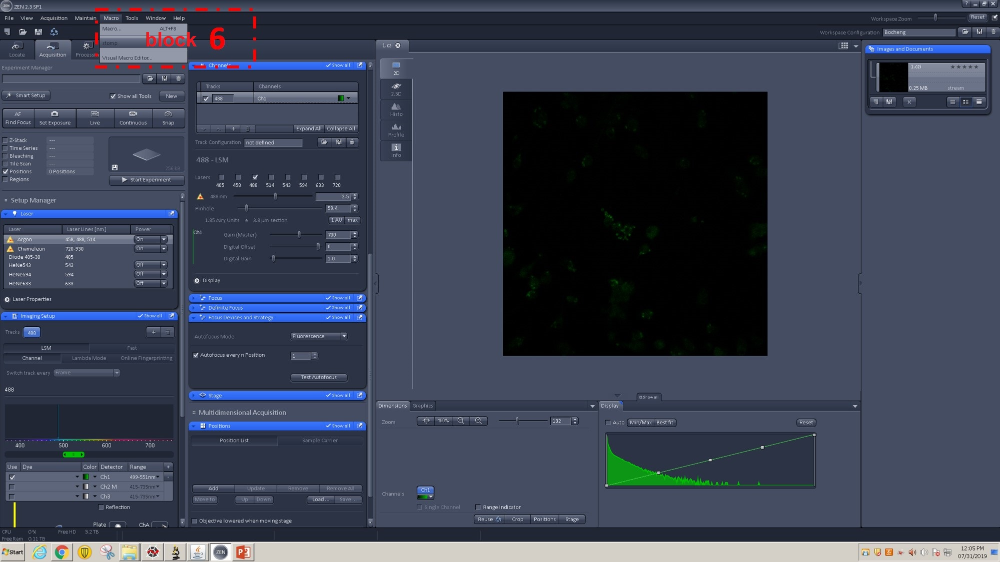 ZEN 2.3 SP1
File View Acquisition Maintain Macro Tools Window Help
Workspace Zoom Reset
Macro... ALT+F8
block 6
stomp
Visual Macro Editor...
Workspace Configuration Bocheng
Locate Acquisition Processin
1.czi
Images and Documents
1.czi
0.25 MB stream
Experiment Manager
Smart Setup Show all Tools New
AF
Find Focus Set Exposure Live Continuous Snap
Z-Stack ---
Time Series ---
Bleaching ---
Tile Scan ---
Positions 0 Positions
Regions
256 kB
Start Experiment
Setup Manager
Laser
Laser Laser Lines [nm] Power
Argon 458, 488, 514 On
Chameleon 720-930 On
Diode 405-30 405
HeNe543 543 Off
HeNe594 594 Off
HeNe633 633 Off
Laser Properties
Imaging Setup Show all
Tracks 488
LSM Fast
Channel Lambda Mode Online Fingerprinting
Switch track every Frame
488
400 500 600 700
Use Dye Color Detector Range
Ch1 499-551nm
Ch2 M 415-735nm
Ch3 415-735nm
Reflection
Plate ChA
Channels Show all
Tracks Channels
488 Ch1
Expand All Collapse All
Track Configuration not defined
488 - LSM
Lasers
405 458 488 514 543 594 633 720
488 nm 2.5
Pinhole 59.4
1.85 Airy Units ≙ 3.8 µm section 1 AU max
Ch1
Gain (Master) 700
Digital Offset 0
Digital Gain 1.0
Display
Focus Show all
Definite Focus Show all
Focus Devices and Strategy Show all
Autofocus Mode Fluorescence
Autofocus every n Position 1
Test Autofocus
Stage Show all
Multidimensional Acquisition
Positions Show all
Position List Sample Carrier
Add Update Remove Remove All
Move to Up Down Load ... Save ...
Objective lowered when moving stage
2D
2.5D
Histo
Profile
Info
Show all
Dimensions Graphics
Zoom 100% 132
Channels Ch1
Single Channel Range Indicator
Reuse Crop Positions Stage
Display
Auto Min/Max Best fit Reset
CPU 0 % Free HD 3.2 TB
Free Ram 0.11 TB
Start
ZEN
12:05 PM
07/31/2019